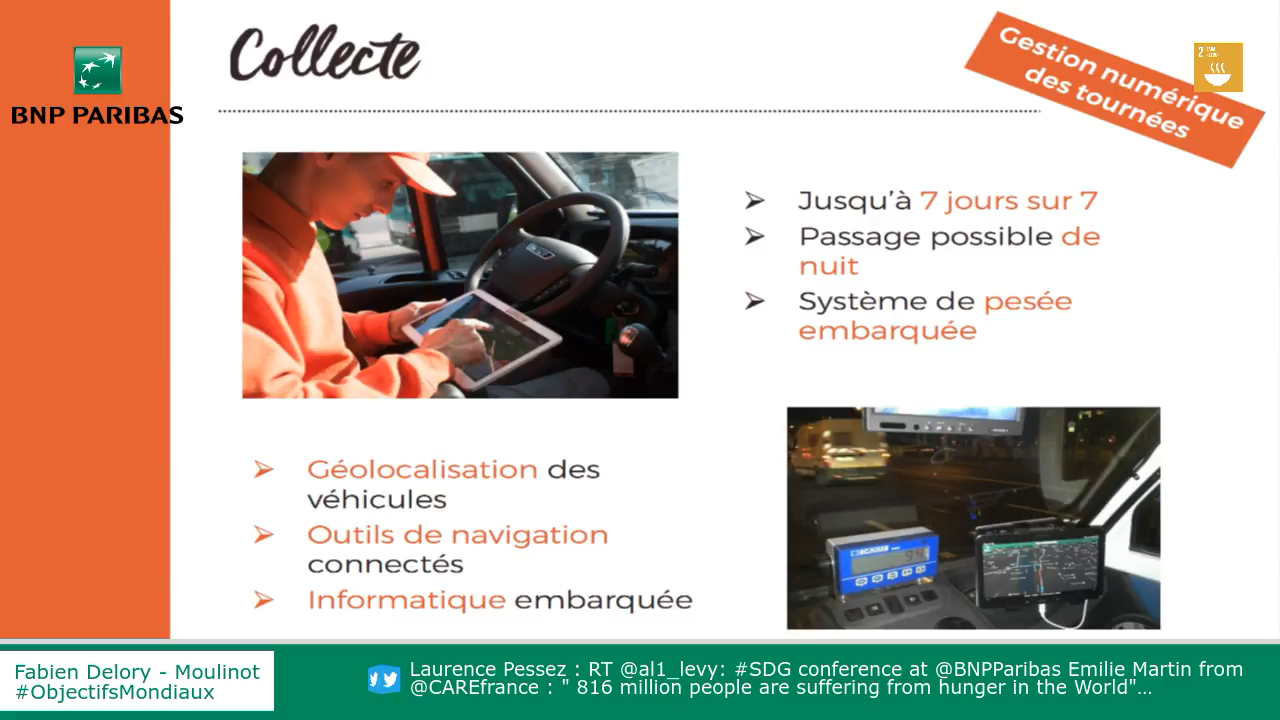 Collecte
Gestion numérique
des tournées
BNP PARIBAS
2
Jusqu'à 7 jours sur 7
Passage possible de
nuit
Système de pesée
embarquée
Géolocalisation des
véhicules
Outils de navigation
connectés
Informatique embarquée
Fabien Delory - Moulinot
#ObjectifsMondiaux
Laurence Pessez : RT @al1_levy: #SDG conference at @BNPParibas Emilie Martin from
@CAREfrance : " 816 million people are suffering from hunger in the World"…